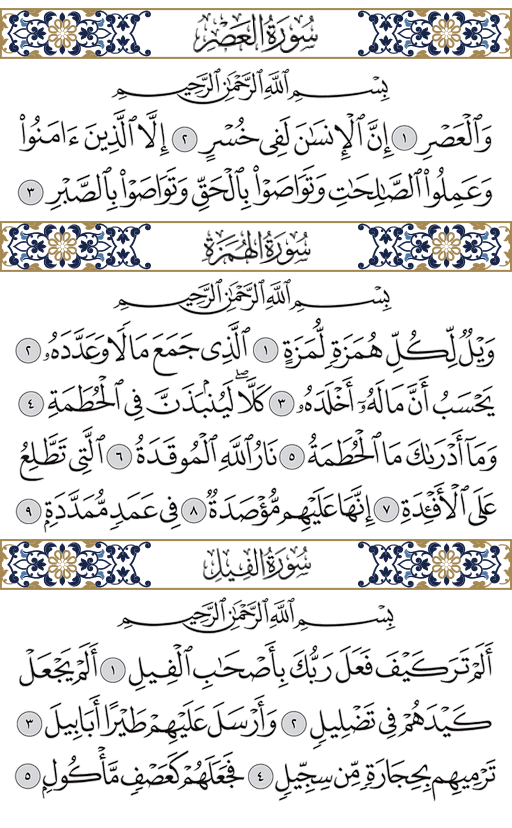 سُورَةُ العَصْرِ
بِسْمِ ٱللَّهِ ٱلرَّحْمَٰنِ ٱلرَّحِيمِ
وَٱلْعَصْرِ ١ إِنَّ ٱلْإِنسَٰنَ لَفِى خُسْرٍ ٢ إِلَّا ٱلَّذِينَ ءَامَنُوا۟
وَعَمِلُوا۟ ٱلصَّٰلِحَٰتِ وَتَوَاصَوْا۟ بِٱلْحَقِّ وَتَوَاصَوْا۟ بِٱلصَّبْرِ ٣
سُورَةُ الهُمَزَةِ
بِسْمِ ٱللَّهِ ٱلرَّحْمَٰنِ ٱلرَّحِيمِ
وَيْلٌ لِّكُلِّ هُمَزَةٍ لُّمَزَةٍ ١ ٱلَّذِى جَمَعَ مَالًا وَعَدَّدَهُۥ ٢
يَحْسَبُ أَنَّ مَالَهُۥٓ أَخْلَدَهُۥ ٣ كَلَّا ۖ لَيُنۢبَذَنَّ فِى ٱلْحُطَمَةِ ٤
وَمَآ أَدْرَىٰكَ مَا ٱلْحُطَمَةُ ٥ نَارُ ٱللَّهِ ٱلْمُوقَدَةُ ٦ ٱلَّتِى تَطَّلِعُ
عَلَى ٱلْأَفْـِٔدَةِ ٧ إِنَّهَا عَلَيْهِم مُّؤْصَدَةٌ ٨ فِى عَمَدٍ مُّمَدَّدَةٍۭ ٩
سُورَةُ الفِيلِ
بِسْمِ ٱللَّهِ ٱلرَّحْمَٰنِ ٱلرَّحِيمِ
أَلَمْ تَرَ كَيْفَ فَعَلَ رَبُّكَ بِأَصْحَٰبِ ٱلْفِيلِ ١ أَلَمْ يَجْعَلْ
كَيْدَهُمْ فِى تَضْلِيلٍ ٢ وَأَرْسَلَ عَلَيْهِمْ طَيْرًا أَبَابِيلَ ٣
تَرْمِيهِم بِحِجَارَةٍ مِّن سِجِّيلٍ ٤ فَجَعَلَهُمْ كَعَصْفٍ مَّأْكُولٍۭ ٥